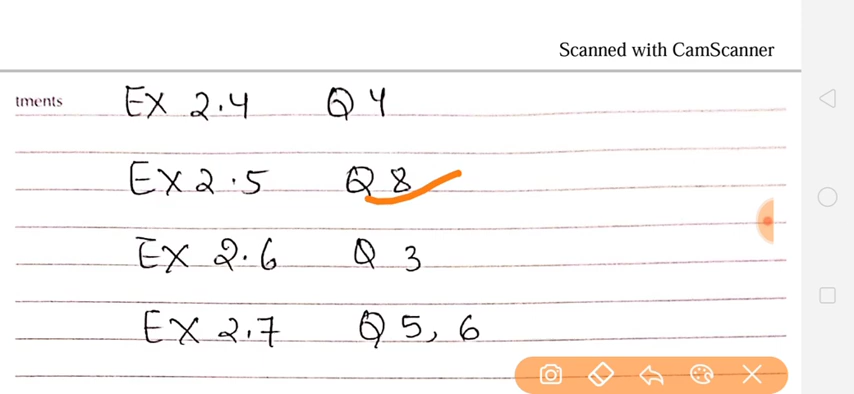 Scanned with CamScanner
tments
EX 2.4 Q 4
EX 2.5 Q 8
EX 2.6 Q 3
EX 2.7 Q 5, 6